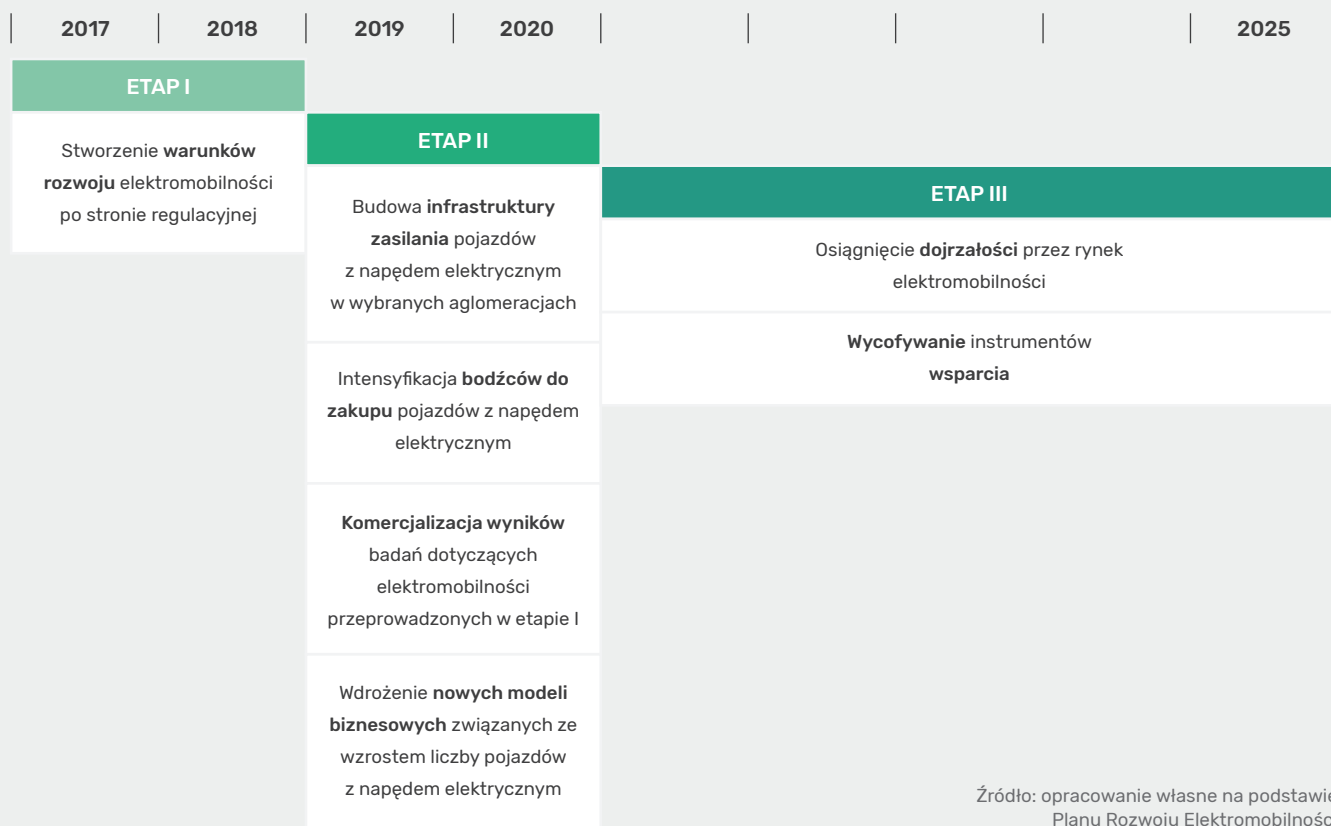 2017 2018 2019 2020 2025
ETAP I
Stworzenie warunków
rozwoju elektromobilności
po stronie regulacyjnej
ETAP II
Budowa infrastruktury
zasilania pojazdów
z napędem elektrycznym
w wybranych aglomeracjach
Intensyfikacja bodźców do
zakupu pojazdów z napędem
elektrycznym
Komercjalizacja wyników
badań dotyczących
elektromobilności
przeprowadzonych w etapie I
Wdrożenie nowych modeli
biznesowych związanych ze
wzrostem liczby pojazdów
z napędem elektrycznym
ETAP III
Osiągnięcie dojrzałości przez rynek
elektromobilności
Wycofywanie instrumentów
wsparcia
Źródło: opracowanie własne na podstawie
Planu Rozwoju Elektromobilnośc